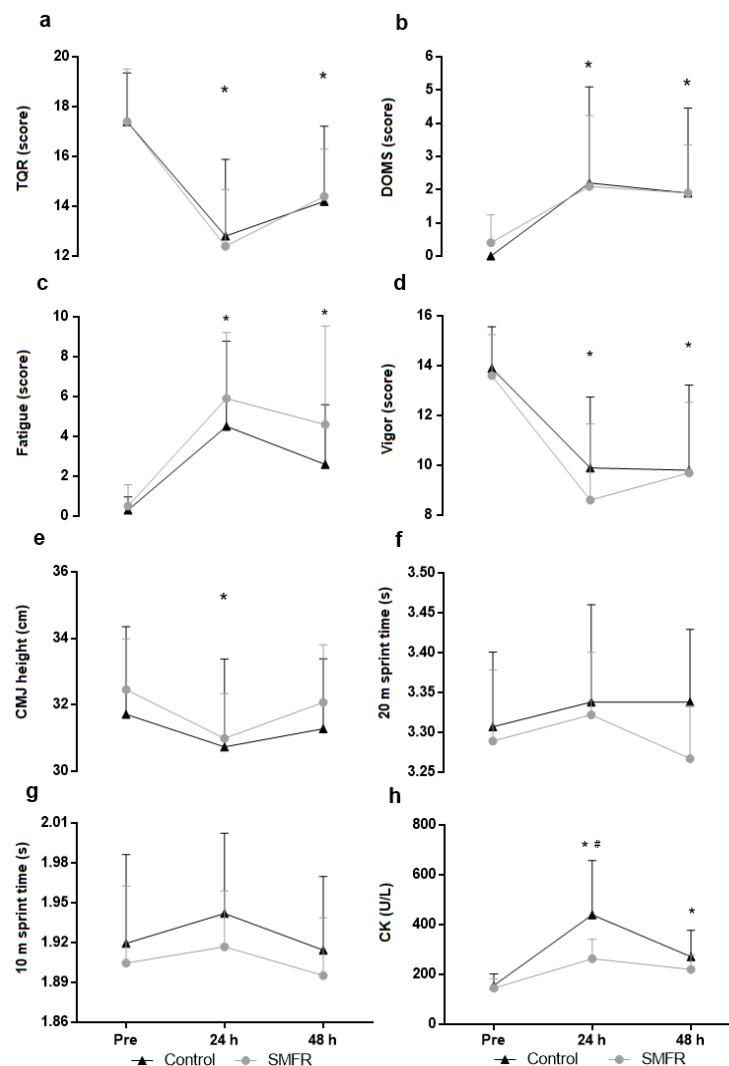 a
TQR (score)
20
18
16
14
12
*
*
b
DOMS (score)
6
5
4
3
2
1
0
*
*
c
Fatigue (score)
10
8
6
4
2
0
*
*
d
Vigor (score)
16
14
12
10
8
*
*
e
CMJ height (cm)
36
34
32
30
*
f
20 m sprint time (s)
3.50
3.45
3.40
3.35
3.30
3.25
g
10 m sprint time (s)
2.01
1.98
1.95
1.92
1.89
1.86
Pre 24 h 48 h
Control SMFR
h
CK (U/L)
800
600
400
200
0
* #
*
Pre 24 h 48 h
Control SMFR